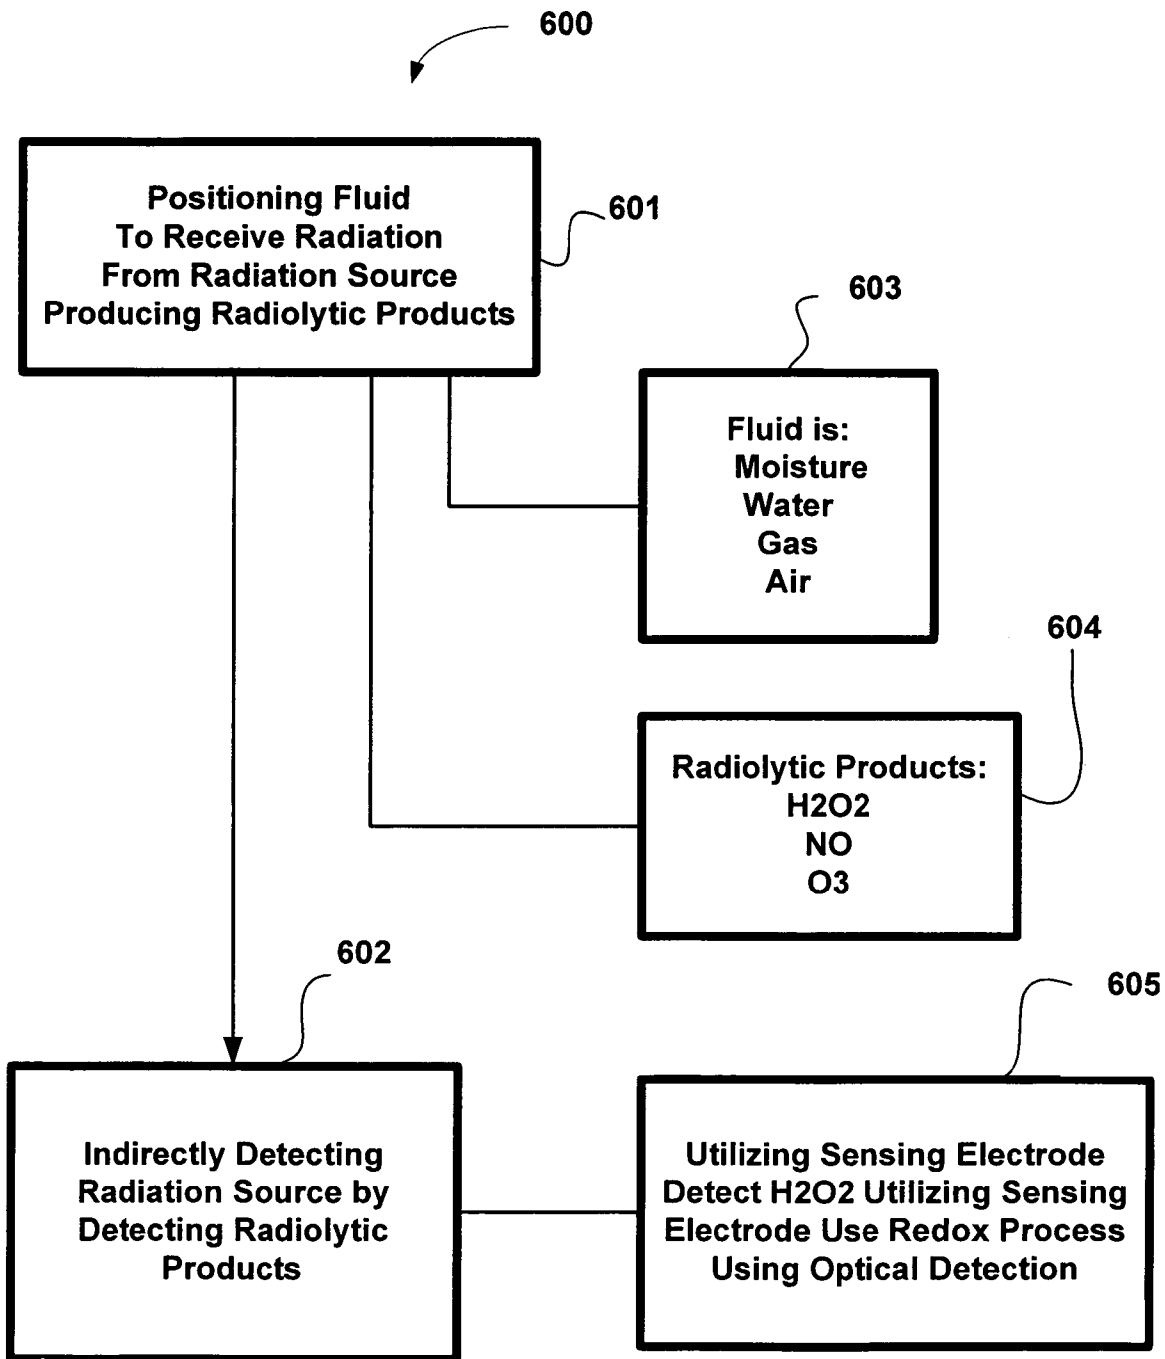 600
Positioning Fluid
To Receive Radiation
From Radiation Source
Producing Radiolytic Products
601
603
Fluid is:
Moisture
Water
Gas
Air
604
Radiolytic Products:
H2O2
NO
O3
602
Indirectly Detecting
Radiation Source by
Detecting Radiolytic
Products
605
Utilizing Sensing Electrode
Detect H2O2 Utilizing Sensing
Electrode Use Redox Process
Using Optical Detection